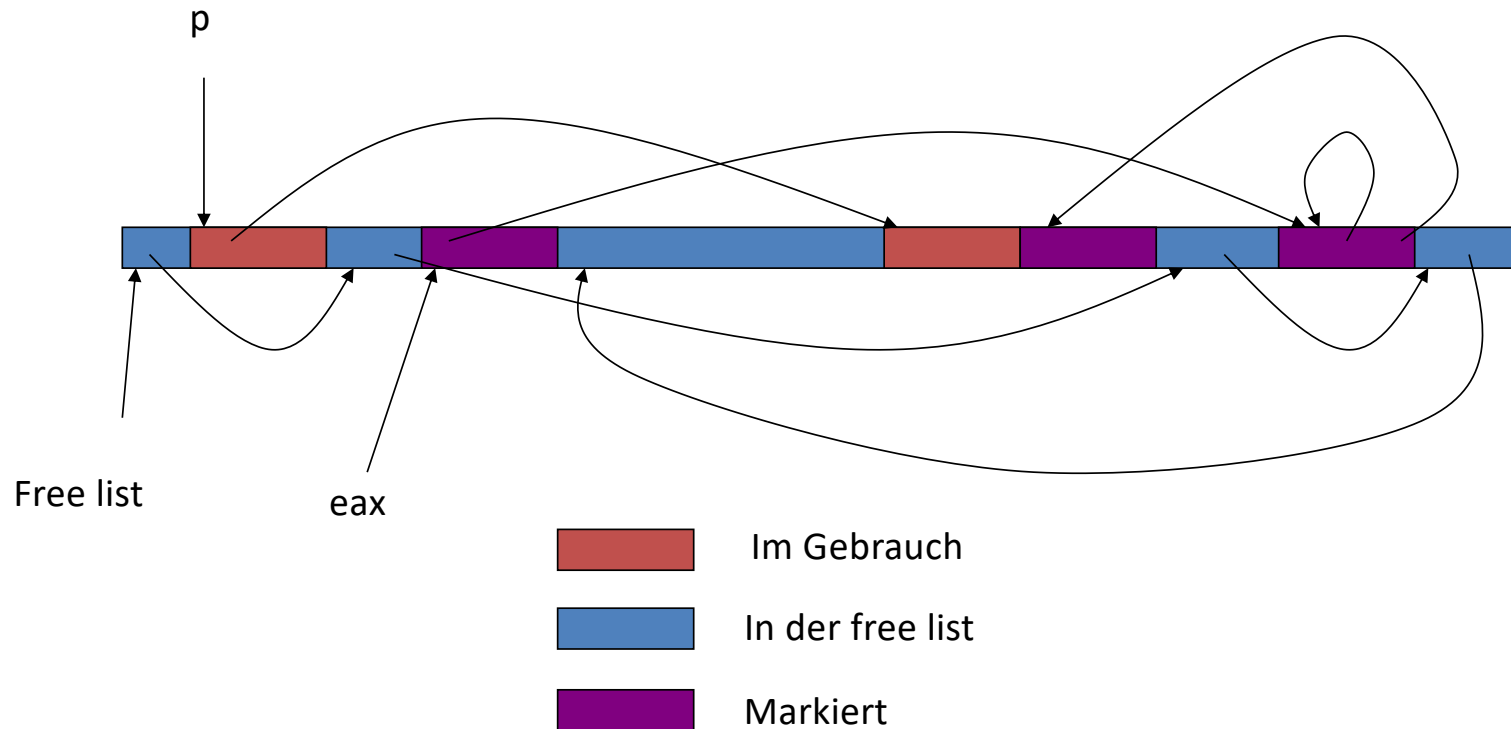 p
Free list
eax
Im Gebrauch
In der free list
Markiert